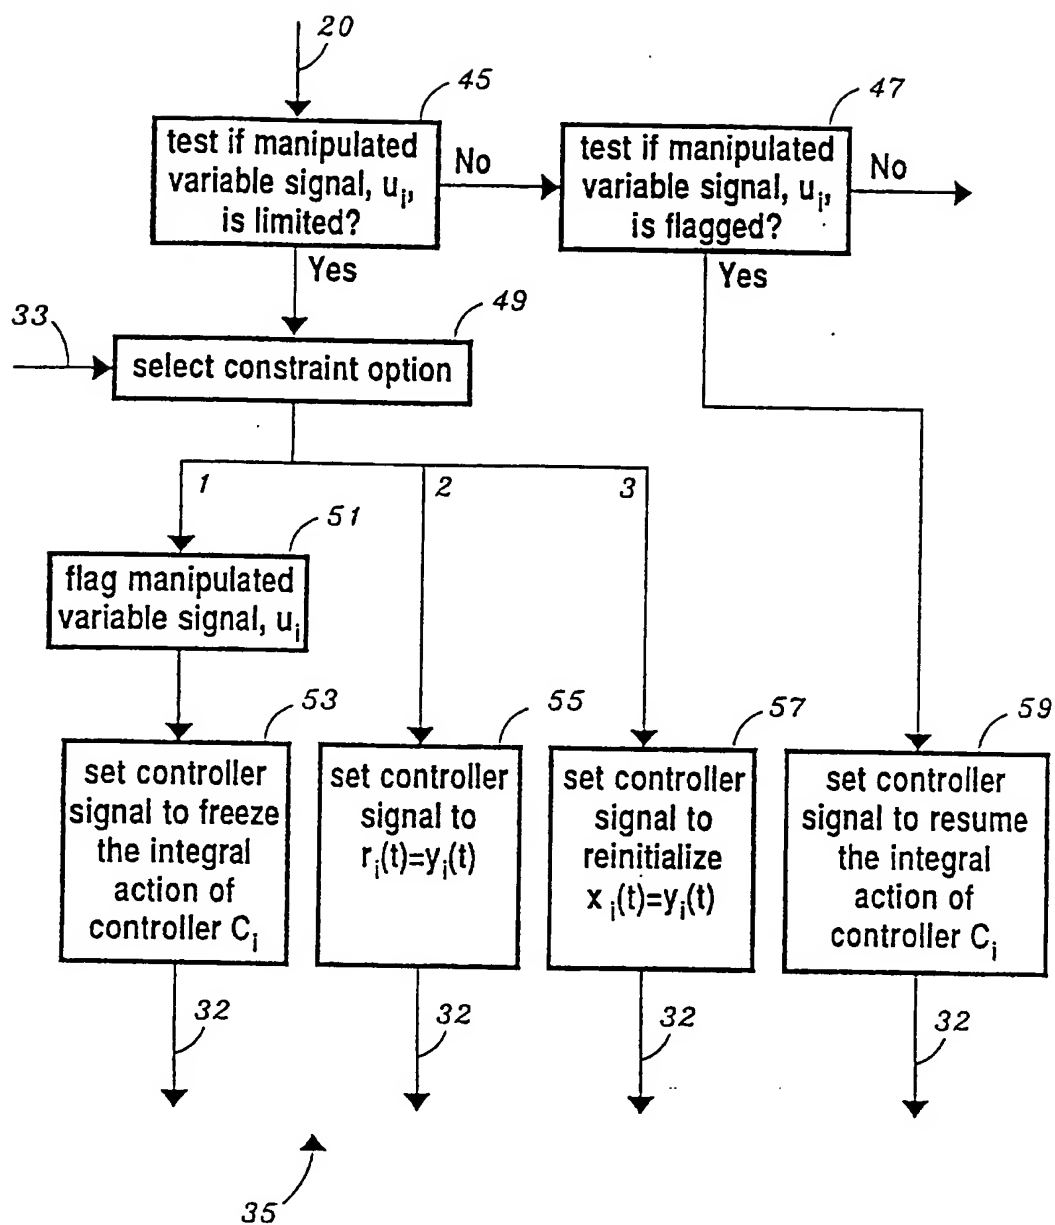 20
45
test if manipulated
variable signal, u_i,
is limited?
No
47
test if manipulated
variable signal, u_i,
is flagged?
No
Yes
Yes
33
49
select constraint option
1
2
3
51
flag manipulated
variable signal, u_i
53
set controller
signal to freeze
the integral
action of
controller C_i
55
set controller
signal to
r_i(t)=y_i(t)
57
set controller
signal to
reinitialize
x_i(t)=y_i(t)
59
set controller
signal to resume
the integral
action of
controller C_i
32
32
32
32
35